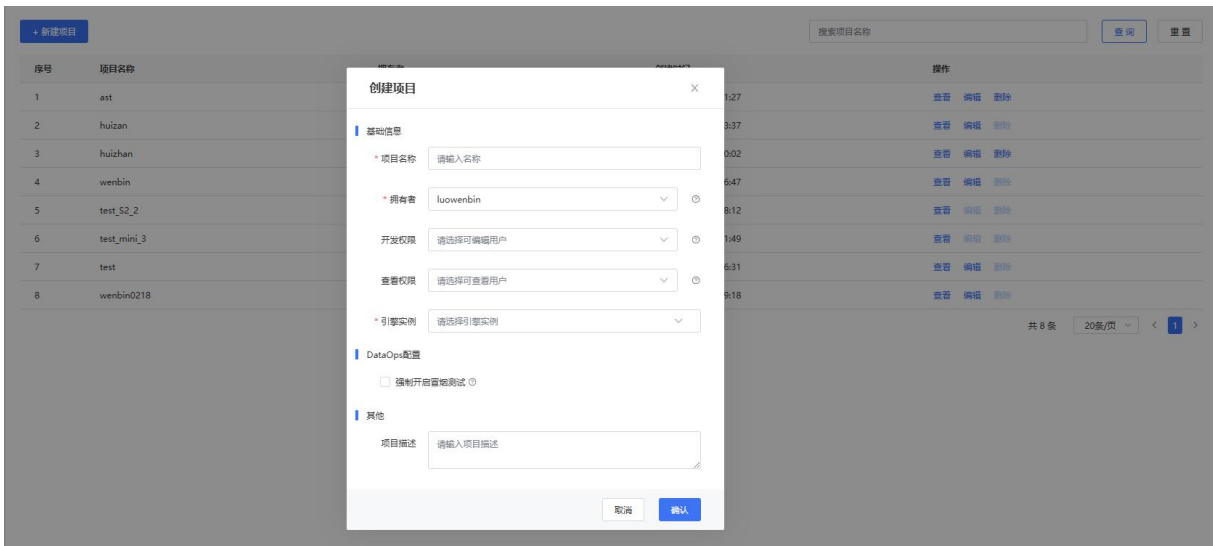 + 新建项目
搜索项目名称
查 询
重 置
序号 项目名称 操作
1 ast 1:27 查看 编辑 删除
2 huizan 3:37 查看 编辑 删除
3 huizhan 0:02 查看 编辑 删除
4 wenbin 6:47 查看 编辑 删除
5 test_S2_2 8:12 查看 编辑 删除
6 test_mini_3 1:49 查看 编辑 删除
7 test 6:31 查看 编辑 删除
8 wenbin0218 9:18 查看 编辑 删除
共 8 条 20条/页 < 1 >
创建项目
基础信息
* 项目名称 请输入名称
* 拥有者 luowenbin
开发权限 请选择可编辑用户
查看权限 请选择可查看用户
* 引擎实例 请选择引擎实例
DataOps配置
强制开启冒烟测试
其他
项目描述 请输入项目描述
取消 确认